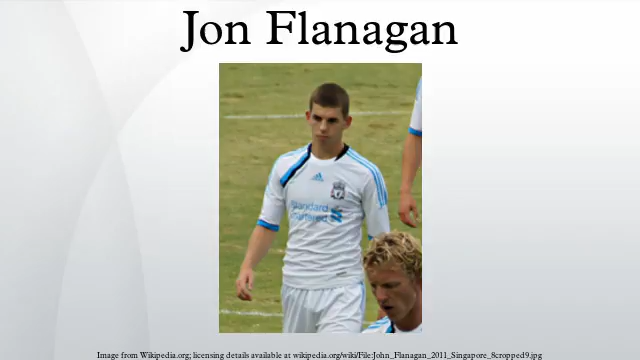 Jon Flanagan
Standard
Chartered
Image from Wikipedia.org; licensing details available at wikipedia.org/wiki/File:John_Flanagan_2011_Singapore_8cropped9.jpg